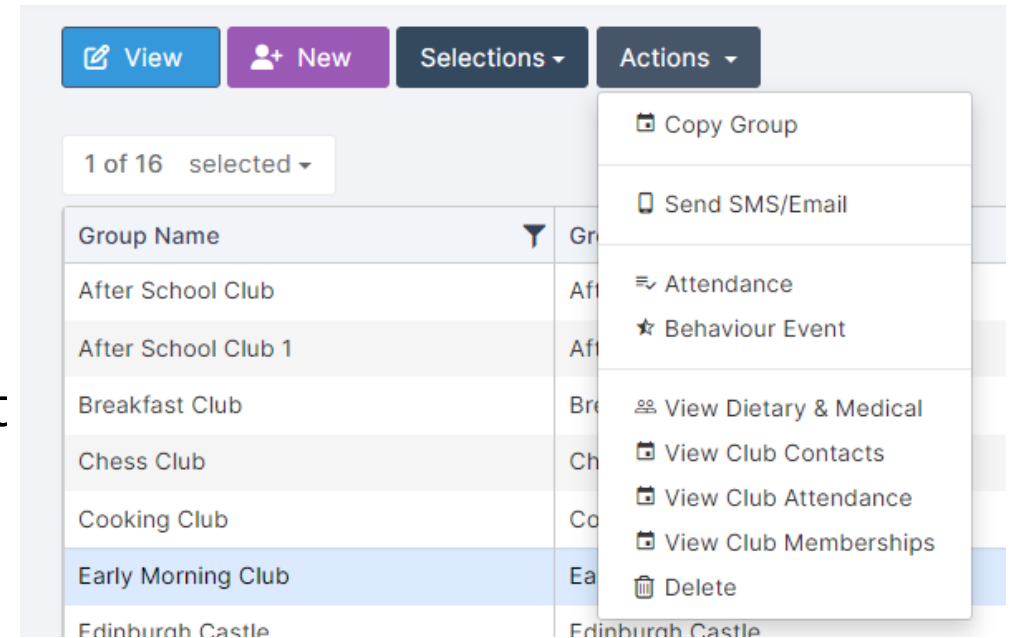 View New Selections Actions
Copy Group
1 of 16 selected
Send SMS/Email
Group Name
Attendance
After School Club
Behaviour Event
After School Club 1
Breakfast Club
View Dietary & Medical
Chess Club
View Club Contacts
View Club Attendance
Cooking Club
View Club Memberships
Early Morning Club
Delete
Edinburgh Castle Edinburgh Castle